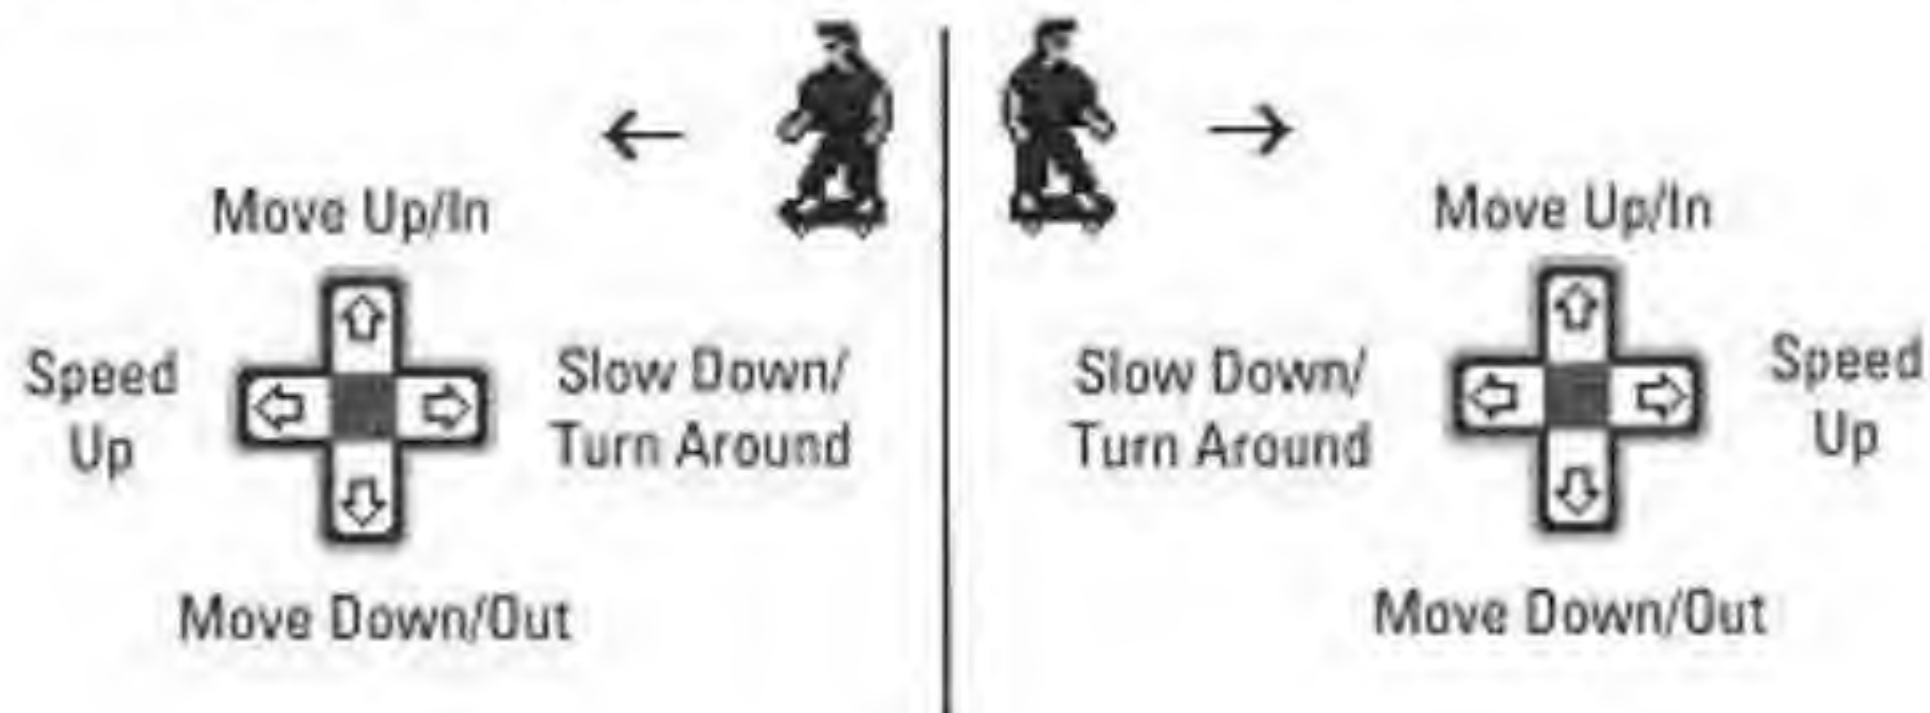 Move Up/In
Speed
Up
Slow Down/
Turn Around
Move Down/Out
Move Up/In
Slow Down/
Turn Around
Speed
Up
Move Down/Out